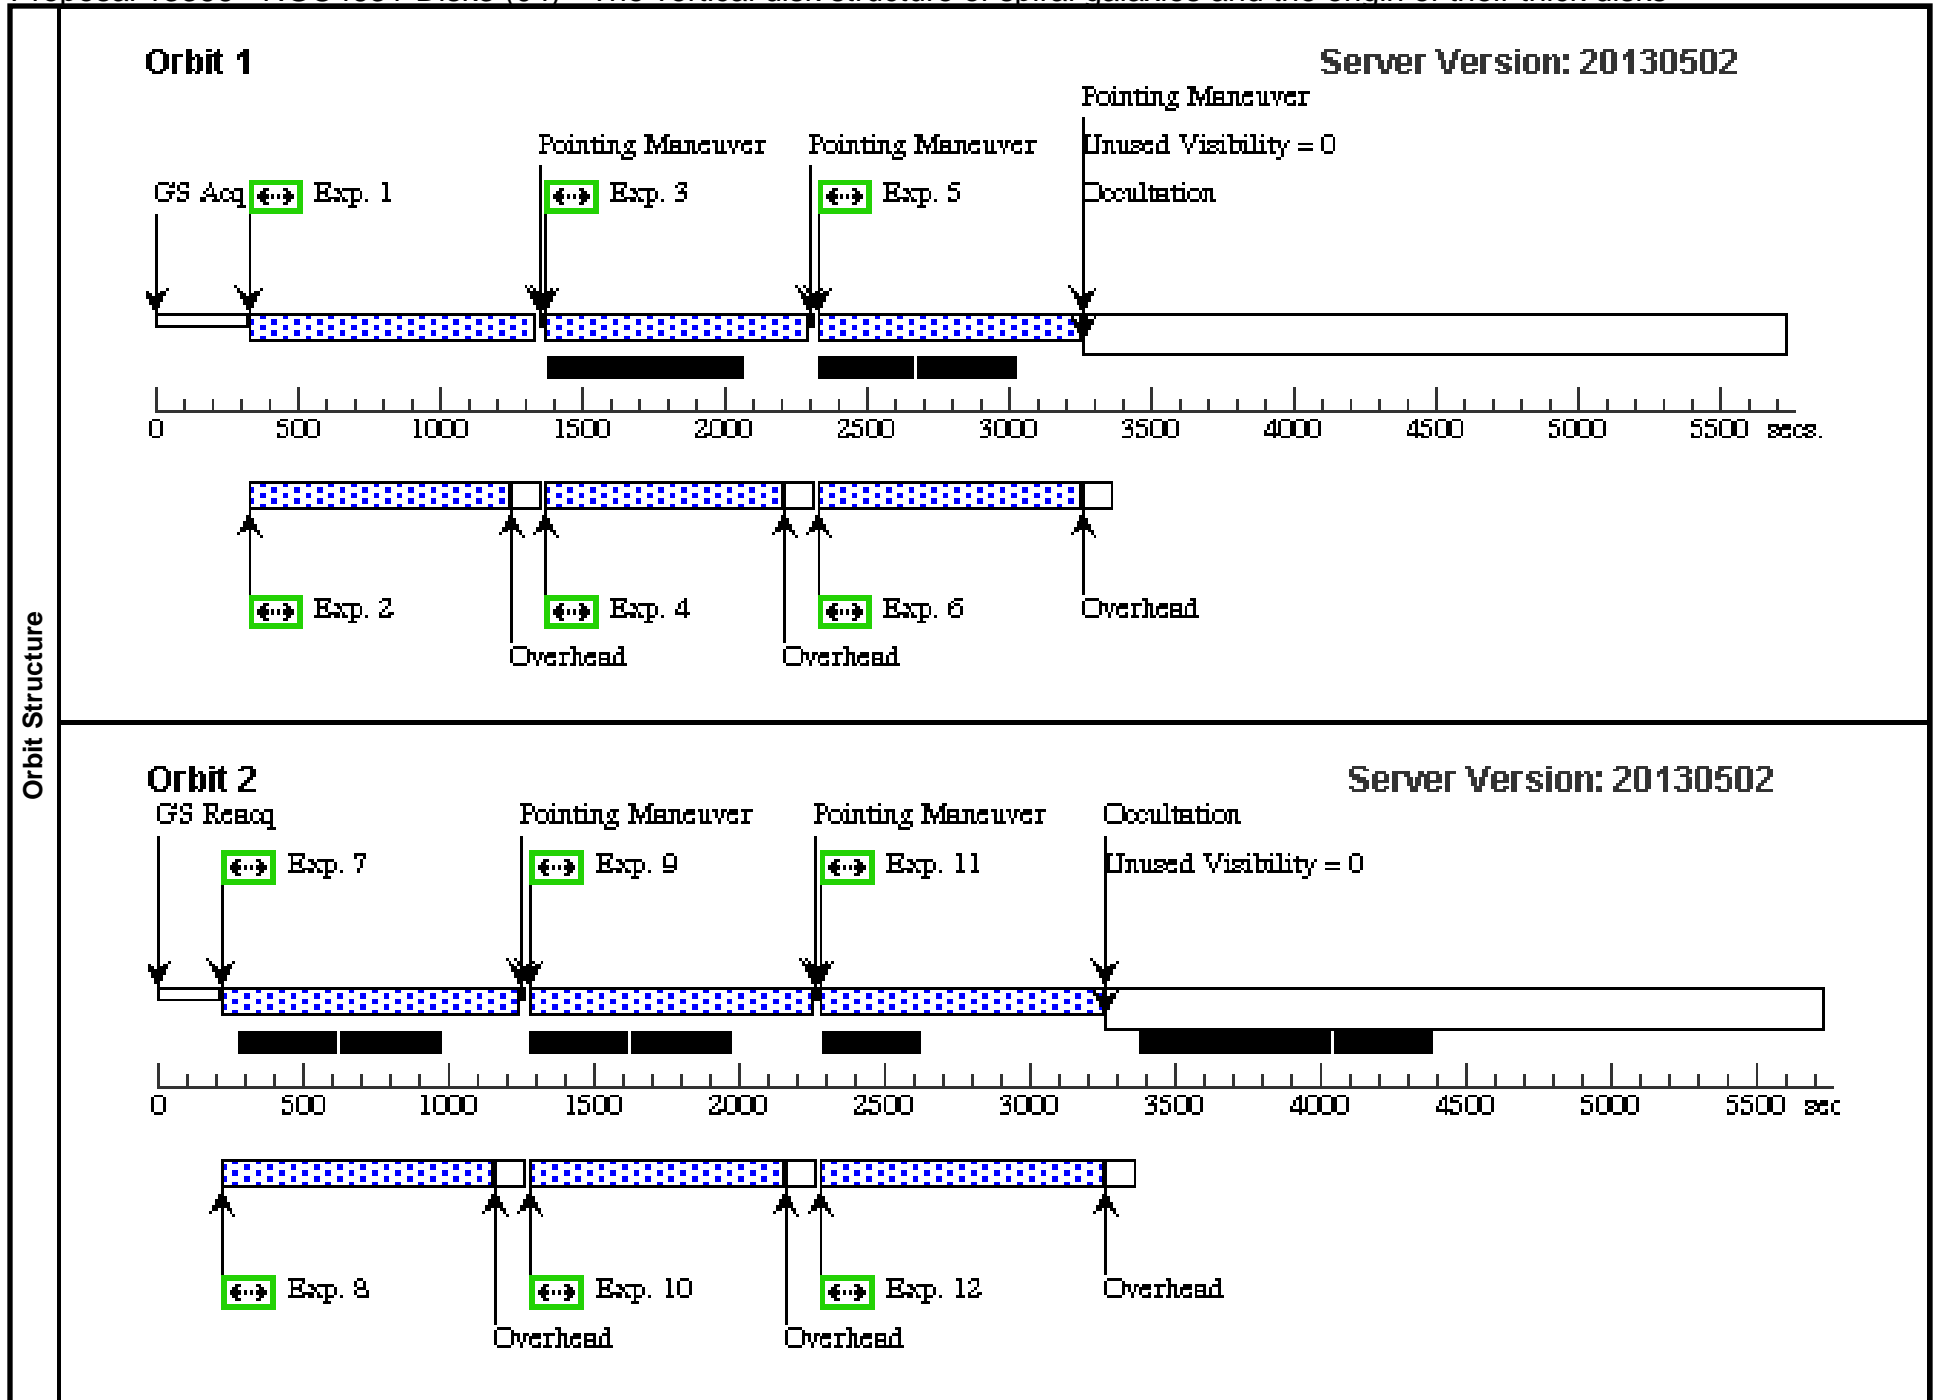 Orbit Structure
Orbit 1
Server Version: 20130502
Pointing Maneuver
Pointing Maneuver Pointing Maneuver Unused Visibility = 0
GS Acq Exp. 1 Exp. 3 Exp. 5 Occultation
0 500 1000 1500 2000 2500 3000 3500 4000 4500 5000 5500 secs.
Exp. 2 Exp. 4 Exp. 6 Overhead
Overhead Overhead
Orbit 2
Server Version: 20130502
GS Reacq Pointing Maneuver Pointing Maneuver Occultation
Exp. 7 Exp. 9 Exp. 11 Unused Visibility = 0
0 500 1000 1500 2000 2500 3000 3500 4000 4500 5000 5500 sec
Exp. 8 Exp. 10 Exp. 12 Overhead
Overhead Overhead